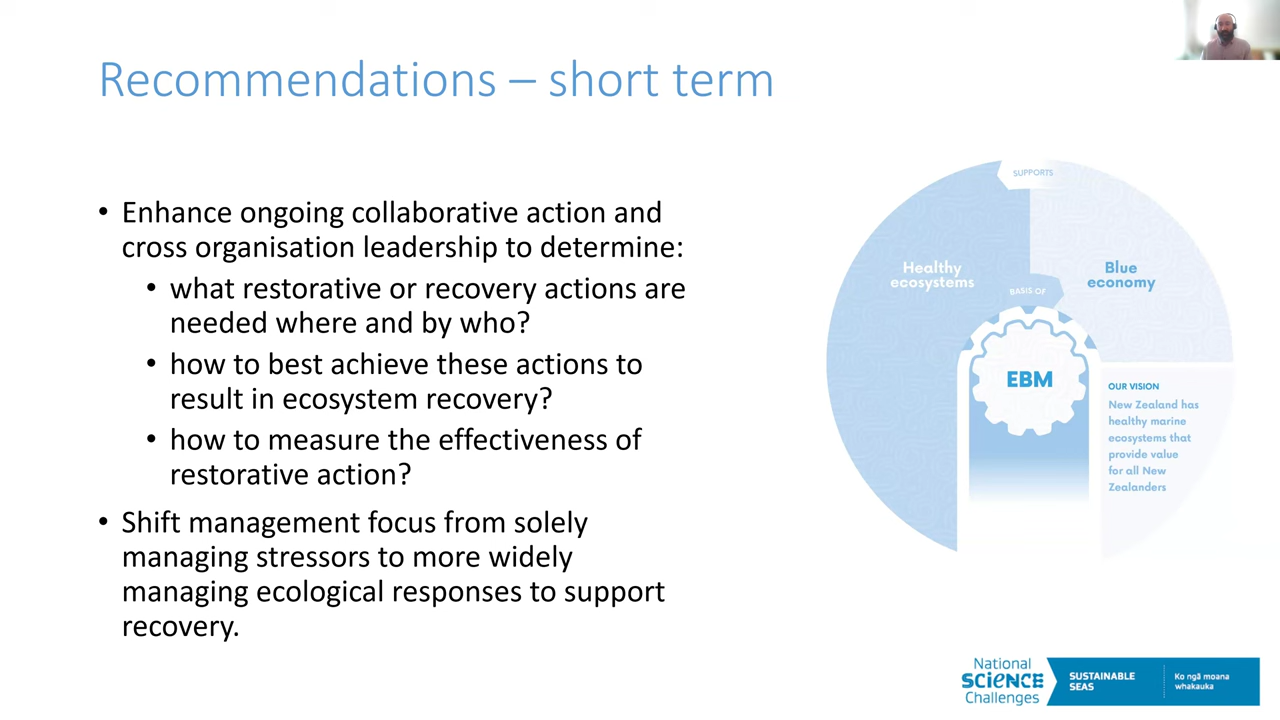 Recommendations – short term
• Enhance ongoing collaborative action and
cross organisation leadership to determine:
• what restorative or recovery actions are
needed where and by who?
• how to best achieve these actions to
result in ecosystem recovery?
• how to measure the effectiveness of
restorative action?
• Shift management focus from solely
managing stressors to more widely
managing ecological responses to support
recovery.
SUPPORTS
Healthy
ecosystems
Blue
economy
BASIS OF
EBM
OUR VISION
New Zealand has
healthy marine
ecosystems that
provide value
for all New
Zealanders
National
SCIENCE
Challenges
SUSTAINABLE
SEAS
Ko ngā moana
whakauka